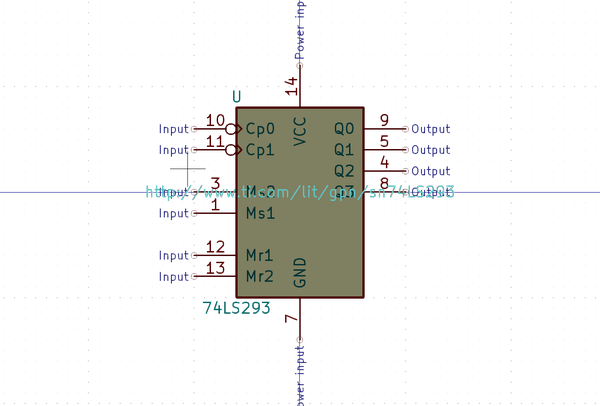 Power inp
14
U
VCC
Input 10 Cp0 Q0 9 Output
Input 11 Cp1 Q1 5 Output
Q2 4 Output
Input 3 Ms2 Q3 8 Output
http://www.ti.com/lit/gpn/sn74LS293
Input 1 Ms1
Input 12 Mr1
Input 13 Mr2
GND
74LS293
7
ower input